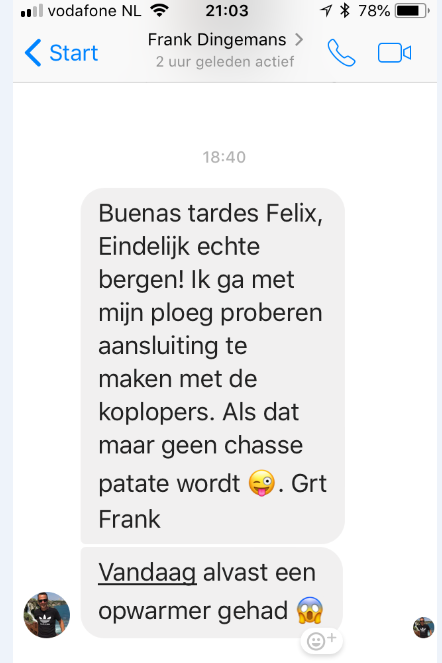 vodafone NL 21:03 78%
Start Frank Dingemans
2 uur geleden actief
18:40
Buenas tardes Felix,
Eindelijk echte
bergen! Ik ga met
mijn ploeg proberen
aansluiting te
maken met de
koplopers. Als dat
maar geen chasse
patate wordt 😜. Grt
Frank
Vandaag alvast een
opwarmer gehad 😱